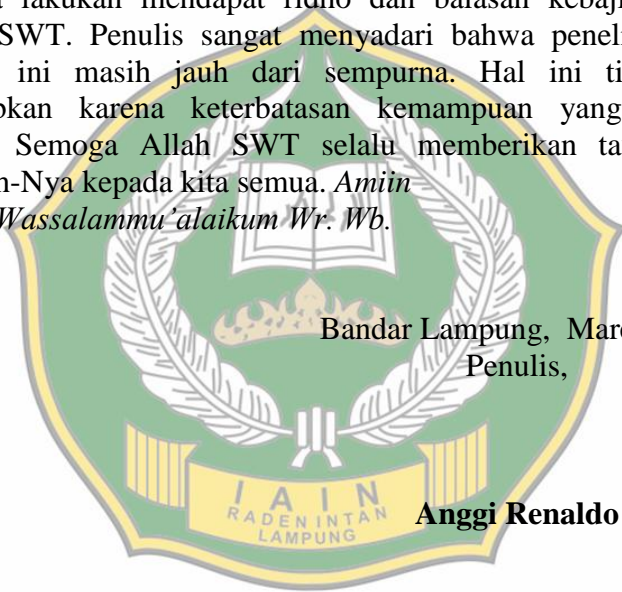 lakukan mendapat ridho dan balasan kebaji
SWT. Penulis sangat menyadari bahwa penel
ini masih jauh dari sempurna. Hal ini ti
bkan karena keterbatasan kemampuan yang
Semoga Allah SWT selalu memberikan ta
n-Nya kepada kita semua. Amiin
Wassalammu’alaikum Wr. Wb.
Bandar Lampung, Mar
Penulis,
Anggi Renaldo
I A I N
RADEN INTAN
LAMPUNG